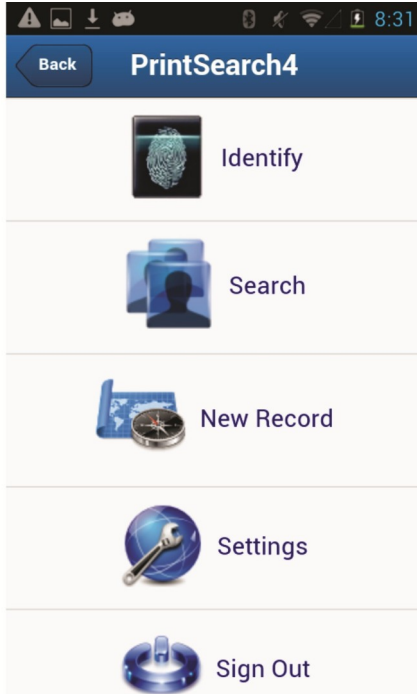 8:31
Back
PrintSearch4
Identify
Search
New Record
Settings
Sign Out